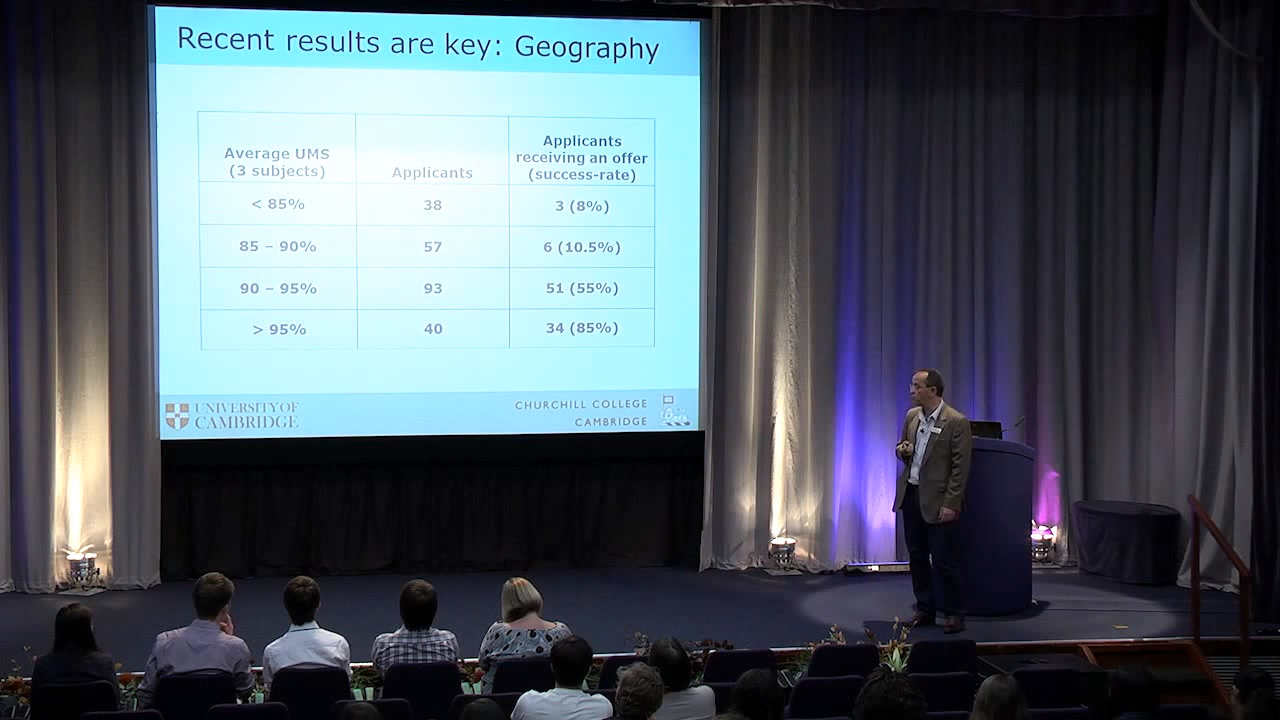 Recent results are key: Geography
Average UMS
(3 subjects)
Applicants
Applicants
receiving an offer
(success-rate)
< 85%
38
3 (8%)
85 – 90%
57
6 (10.5%)
90 – 95%
93
51 (55%)
> 95%
40
34 (85%)
UNIVERSITY OF
CAMBRIDGE
CHURCHILL COLLEGE
CAMBRIDGE